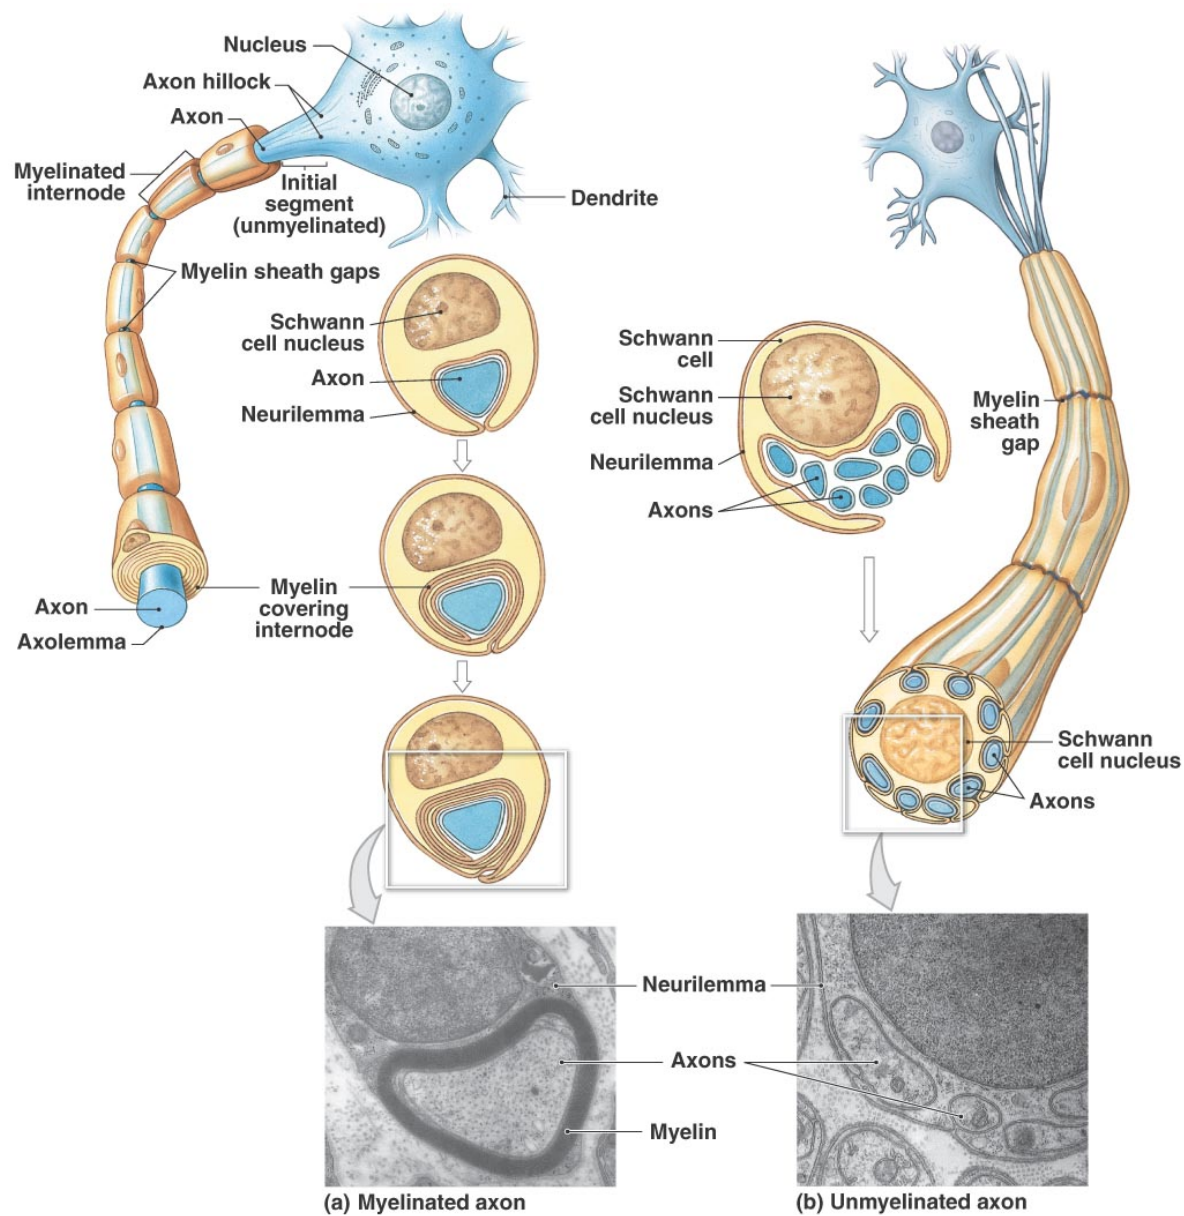 Nucleus
Axon hillock
Axon
Myelinated
internode
Initial
segment
(unmyelinated)
Dendrite
Myelin sheath gaps
Schwann
cell nucleus
Axon
Neurilemma
Myelin
covering
internode
Axon
Axolemma
Schwann
cell
Schwann
cell nucleus
Neurilemma
Axons
Myelin
sheath
gap
Schwann
cell nucleus
Axons
Neurilemma
Axons
Myelin
(a) Myelinated axon
(b) Unmyelinated axon